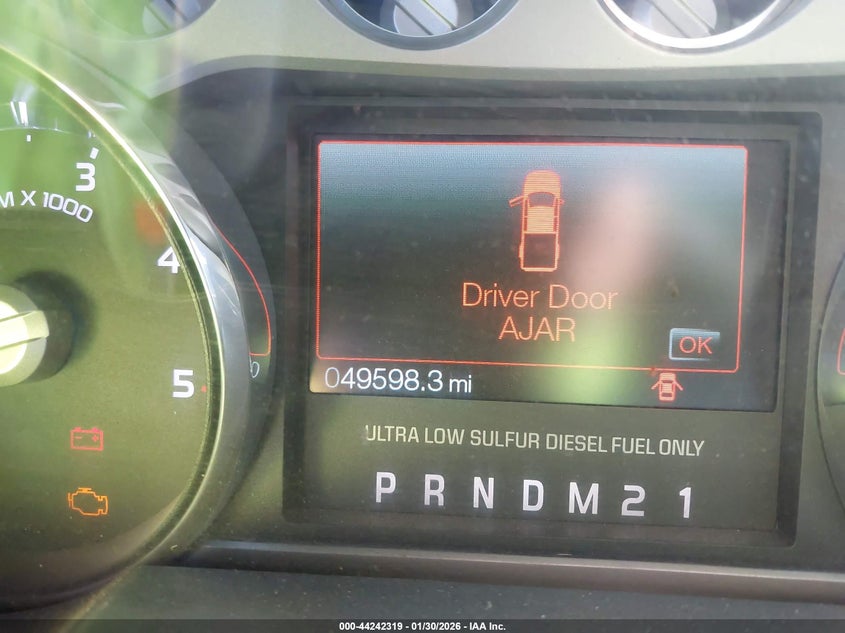 3
M X 1000
4
5
Driver Door
AJAR
OK
049598.3 mi
ULTRA LOW SULFUR DIESEL FUEL ONLY
P R N D M 2 1
000-44242319 - 01/30/2026 - IAA Inc.